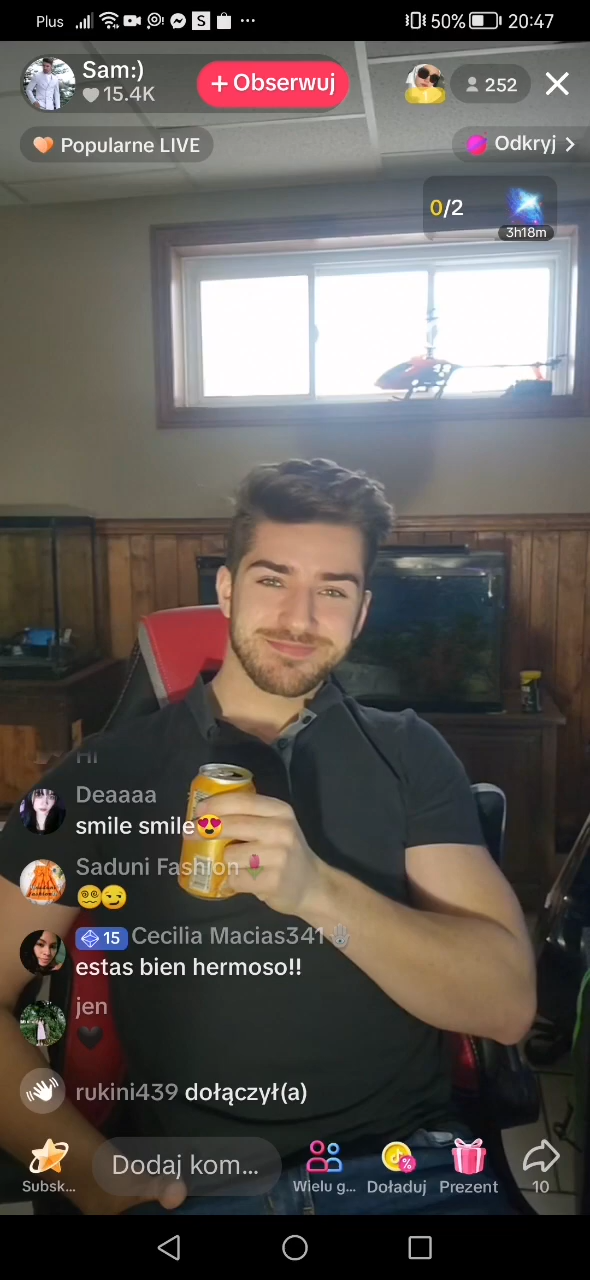 Plus 50% 20:47
Sam:)
15.4K
+ Obserwuj
252
Popularne LIVE
Odkryj
0/2
3h18m
Hi
Deaaaa
smile smile😍
Saduni Fashion🌷
😵‍💫😏
15 Cecilia Macias341🪬
estas bien hermoso!!
jen
🖤
rukini439 dołączył(a)
Subsk...
Dodaj kom...
Wielu g...
Doładuj
Prezent
10